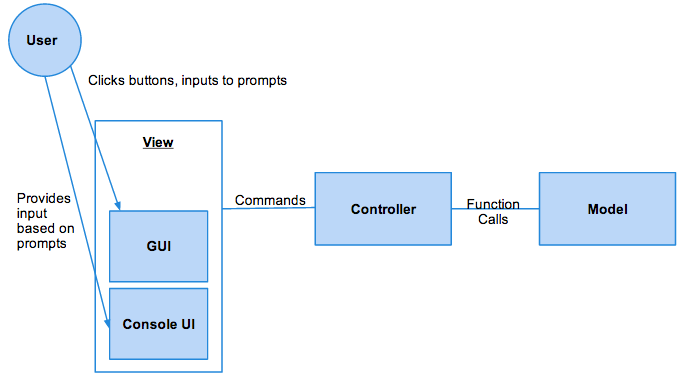 User
Clicks buttons, inputs to prompts
View
Provides
input
based on
prompts
Commands
Controller
Function
Calls
Model
GUI
Console UI